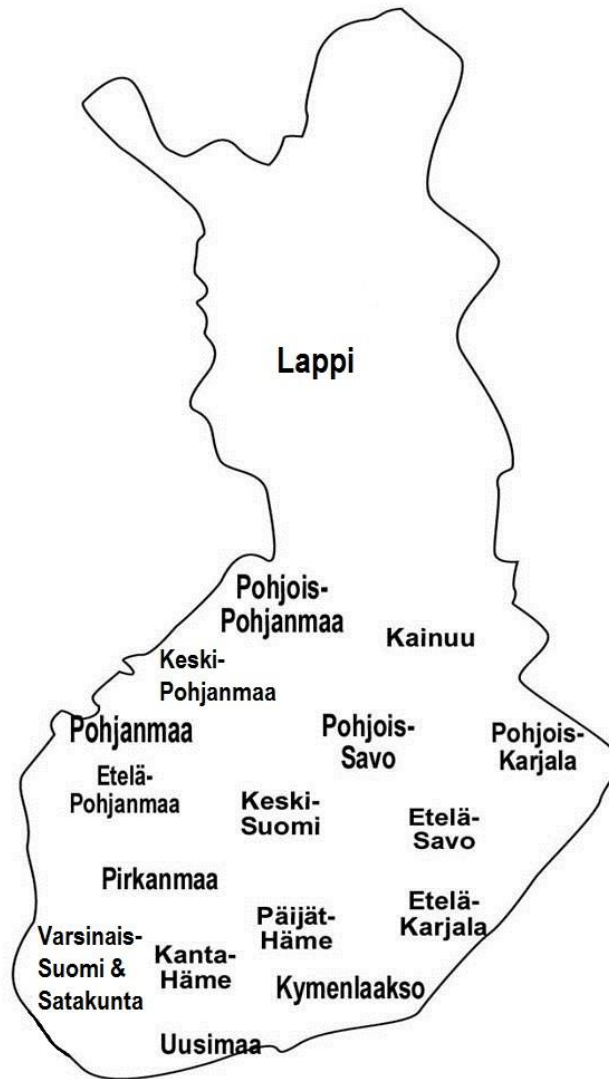 Lappi
Pohjois-
Pohjanmaa
Kainuu
Keski-
Pohjanmaa
Pohjanmaa
Pohjois-
Savo
Pohjois-
Karjala
Etelä-
Pohjanmaa
Keski-
Suomi
Etelä-
Savo
Pirkanmaa
Etelä-
Karjala
Päijät-
Häme
Varsinais-
Suomi &
Satakunta
Kanta-
Häme
Kymenlaakso
Uusimaa